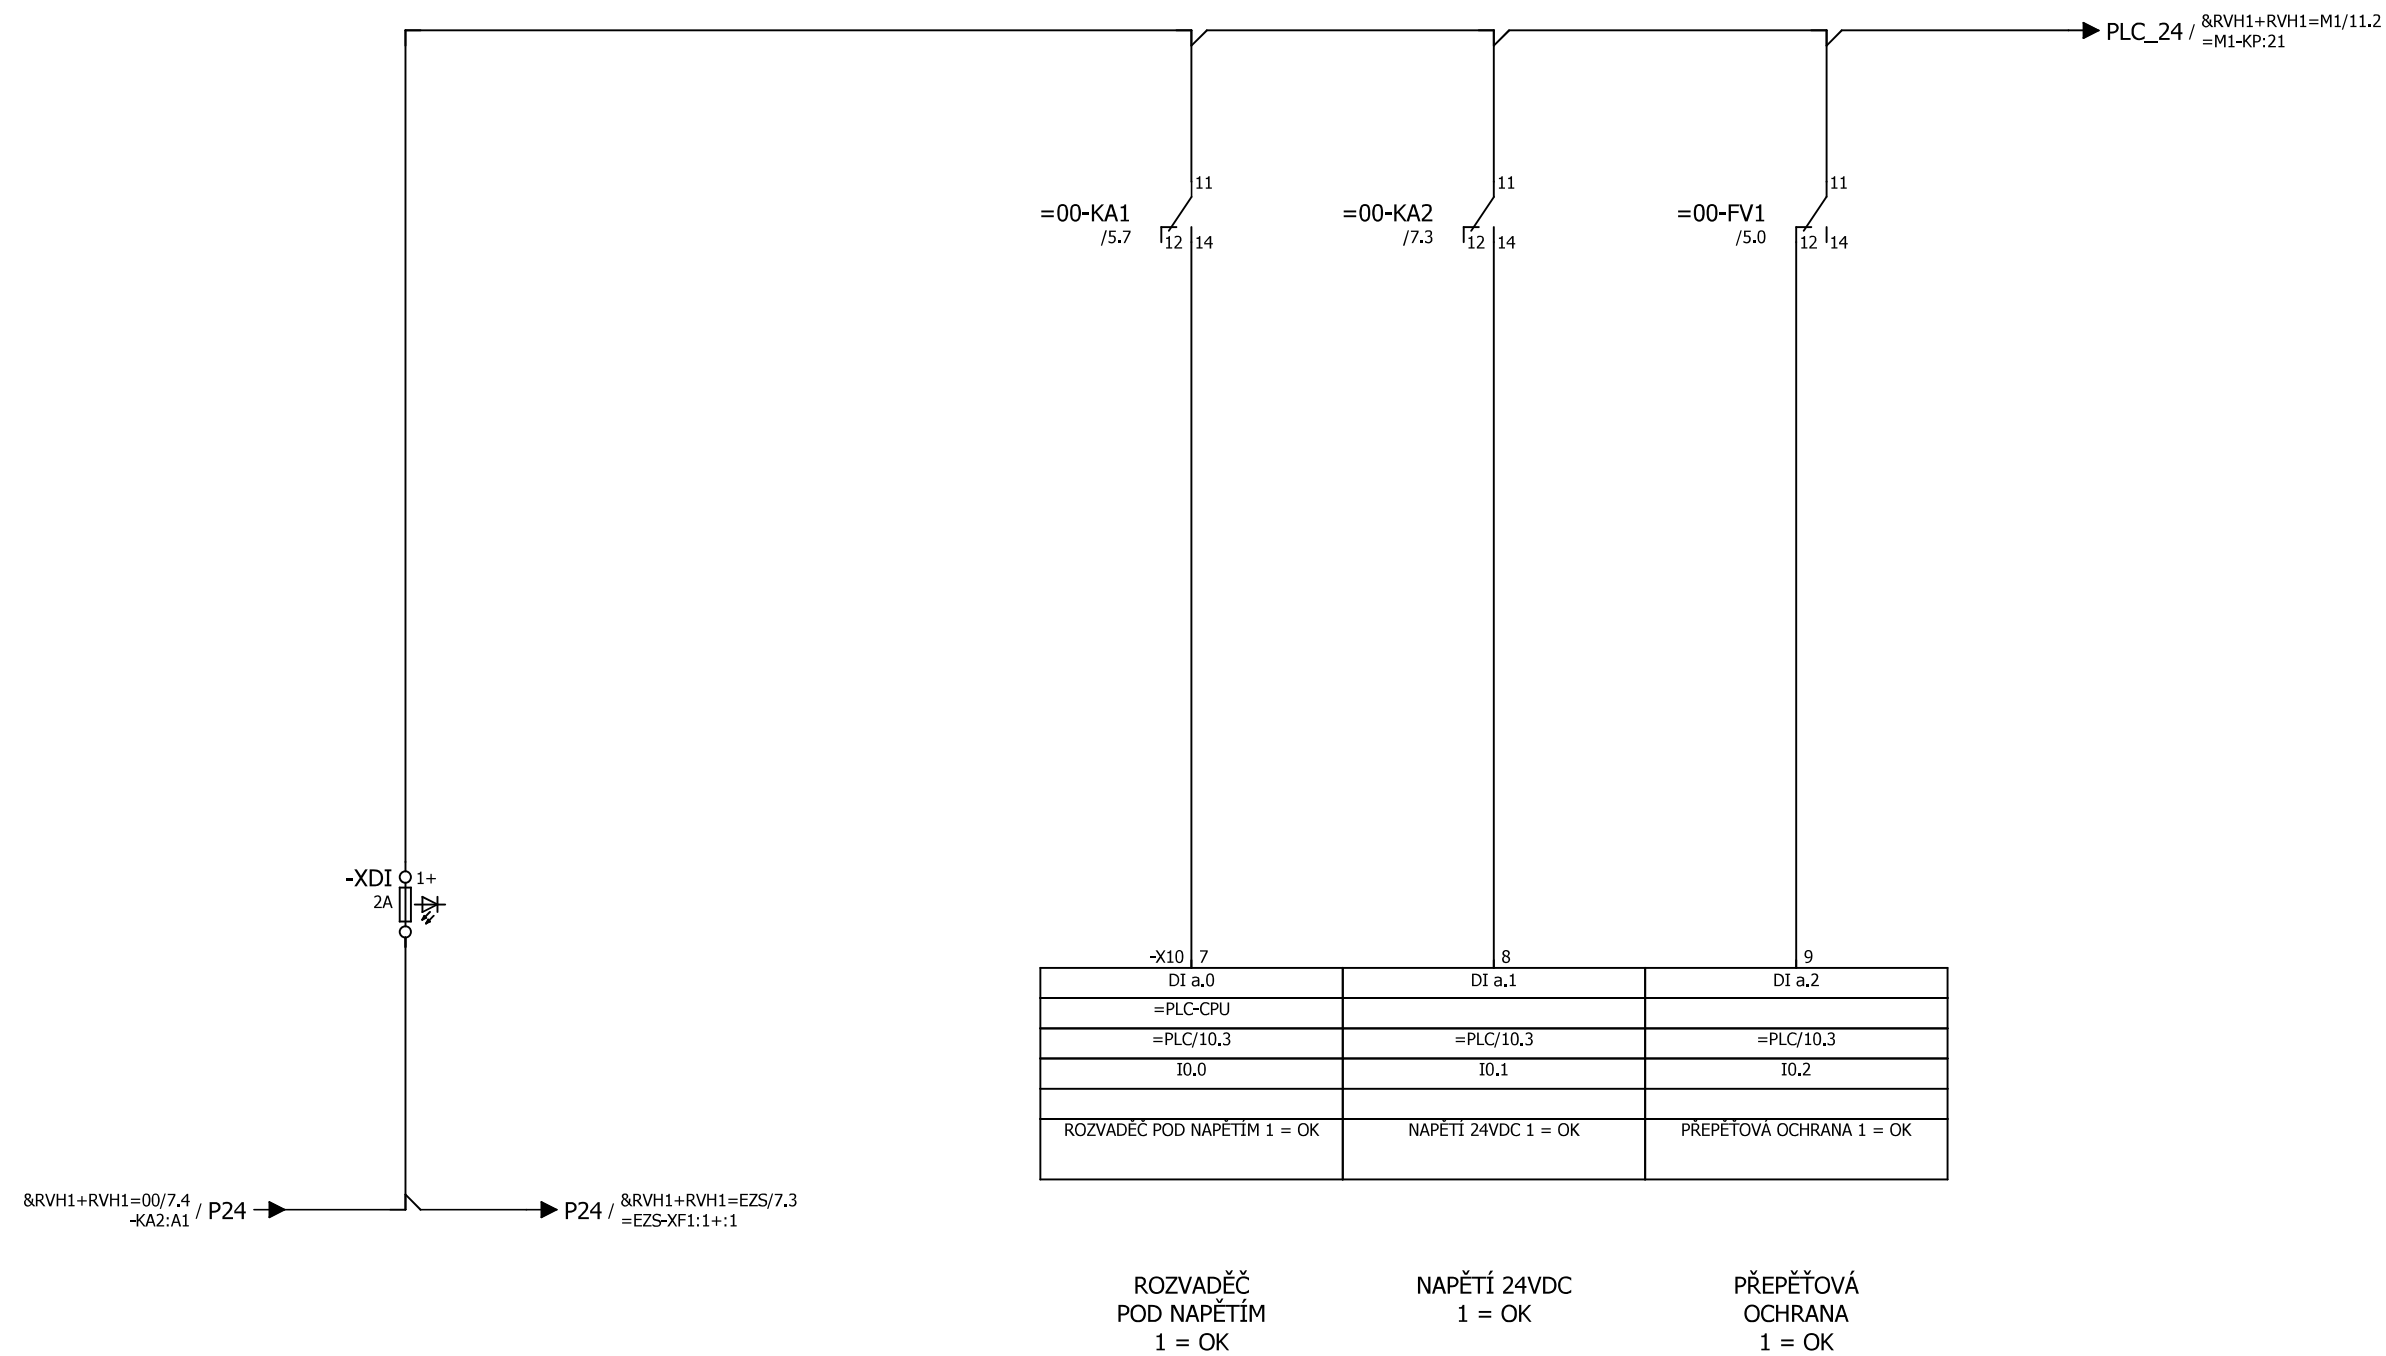 PLC_24 / &RVH1+RVH1=M1/11.2
=M1-KP:21
11
11
11
=00-KA1
/5.7
12
14
=00-KA2
/7.3
12
14
=00-FV1
/5.0
12
14
-XDI
1+
2A
-X10
7
8
9
DI a.0
DI a.1
DI a.2
=PLC-CPU
=PLC/10.3
=PLC/10.3
=PLC/10.3
I0.0
I0.1
I0.2
ROZVADĚČ POD NAPĚTÍM 1 = OK
NAPĚTÍ 24VDC 1 = OK
PŘEPĚŤOVÁ OCHRANA 1 = OK
&RVH1+RVH1=00/7.4
-KA2:A1
/ P24
P24 /
&RVH1+RVH1=EZS/7.3
=EZS-XF1:1+:1
ROZVADĚČ
POD NAPĚTÍM
1 = OK
NAPĚTÍ 24VDC
1 = OK
PŘEPĚŤOVÁ
OCHRANA
1 = OK